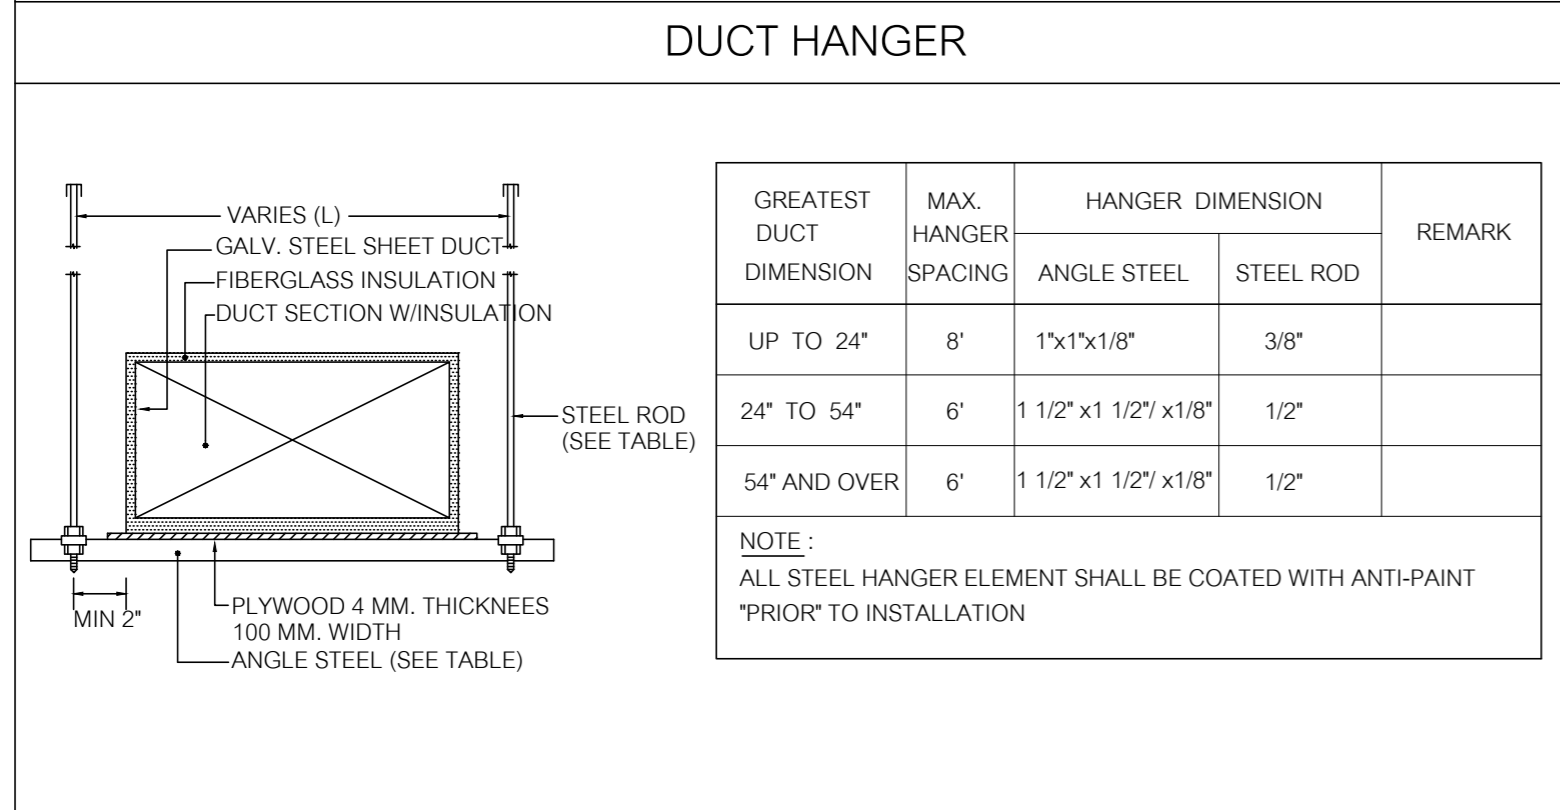 DUCT HANGER
VARIES (L)
GALV. STEEL SHEET DUCT
FIBERGLASS INSULATION
DUCT SECTION W/INSULATION
STEEL ROD
(SEE TABLE)
MIN 2"
PLYWOOD 4 MM. THICKNEES
100 MM. WIDTH
ANGLE STEEL (SEE TABLE)
GREATEST
DUCT
DIMENSION
MAX.
HANGER
SPACING
HANGER DIMENSION
ANGLE STEEL
STEEL ROD
REMARK
UP TO 24" 8' 1"x1"x1/8" 3/8"
24" TO 54" 6' 1 1/2" x1 1/2"/ x1/8" 1/2"
54" AND OVER 6' 1 1/2" x1 1/2"/ x1/8" 1/2"
NOTE :
ALL STEEL HANGER ELEMENT SHALL BE COATED WITH ANTI-PAINT
"PRIOR" TO INSTALLATION